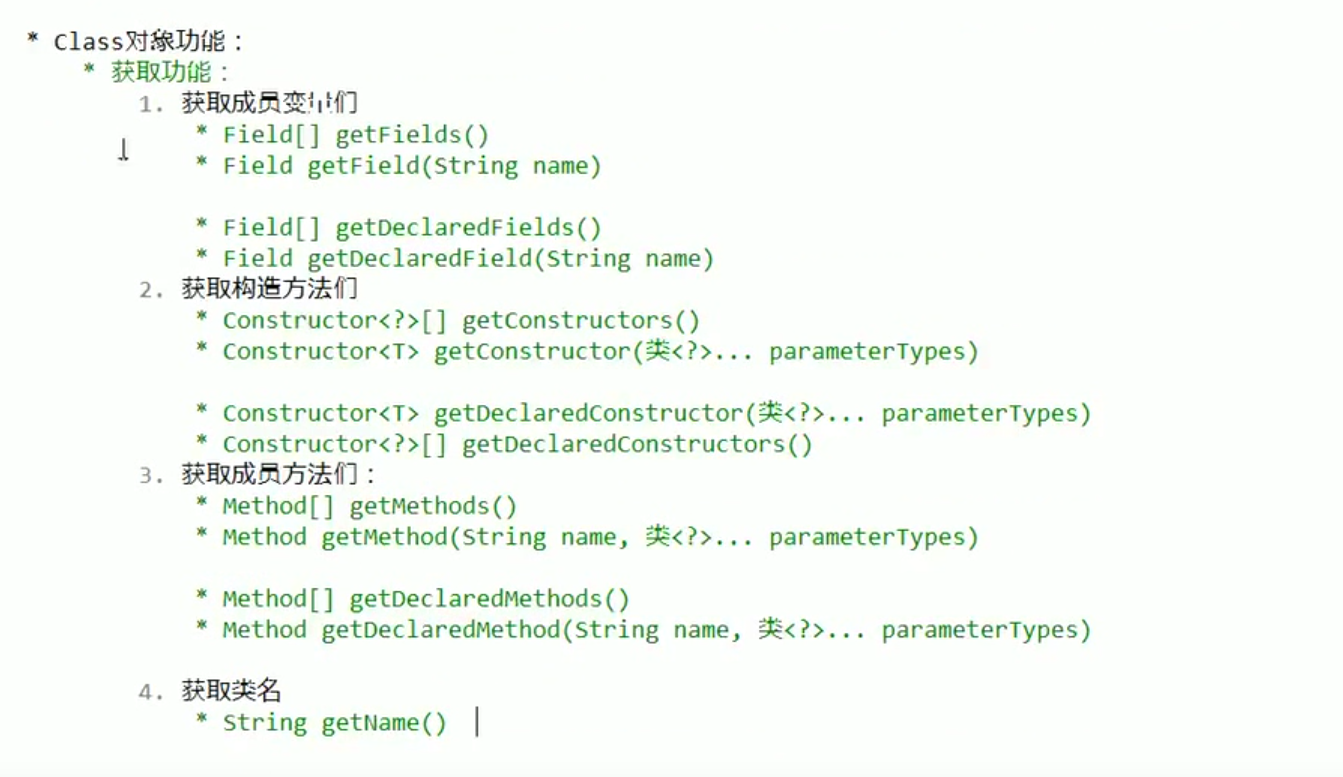 * Class对象功能：
* 获取功能：
1. 获取成员变量们
* Field[] getFields()
* Field getField(String name)
* Field[] getDeclaredFields()
* Field getDeclaredField(String name)
2. 获取构造方法们
* Constructor<?>[] getConstructors()
* Constructor<T> getConstructor(类<?>... parameterTypes)
* Constructor<T> getDeclaredConstructor(类<?>... parameterTypes)
* Constructor<?>[] getDeclaredConstructors()
3. 获取成员方法们：
* Method[] getMethods()
* Method getMethod(String name, 类<?>... parameterTypes)
* Method[] getDeclaredMethods()
* Method getDeclaredMethod(String name, 类<?>... parameterTypes)
4. 获取类名
* String getName()